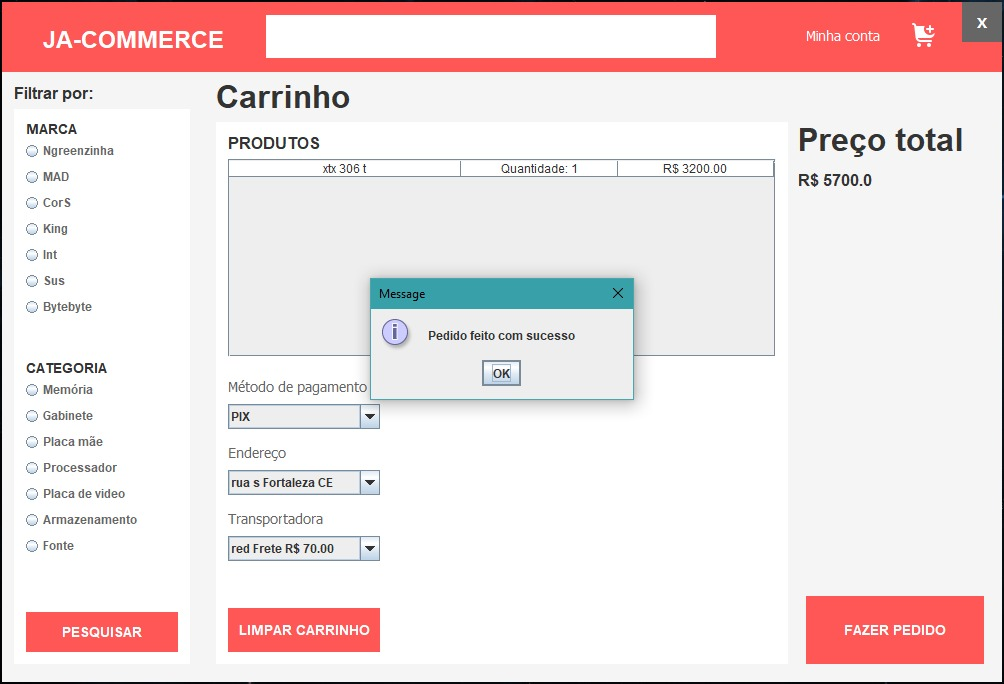 JA-COMMERCE
Minha conta
X
Filtrar por:
MARCA
Ngreenzinha
MAD
CorS
King
Int
Sus
Bytebyte
CATEGORIA
Memória
Gabinete
Placa mãe
Processador
Placa de video
Armazenamento
Fonte
PESQUISAR
Carrinho
PRODUTOS
xtx 306 t Quantidade: 1 R$ 3200.00
Message
i
Pedido feito com sucesso
OK
Método de pagamento
PIX
Endereço
rua s Fortaleza CE
Transportadora
red Frete R$ 70.00
LIMPAR CARRINHO
Preço total
R$ 5700.0
FAZER PEDIDO